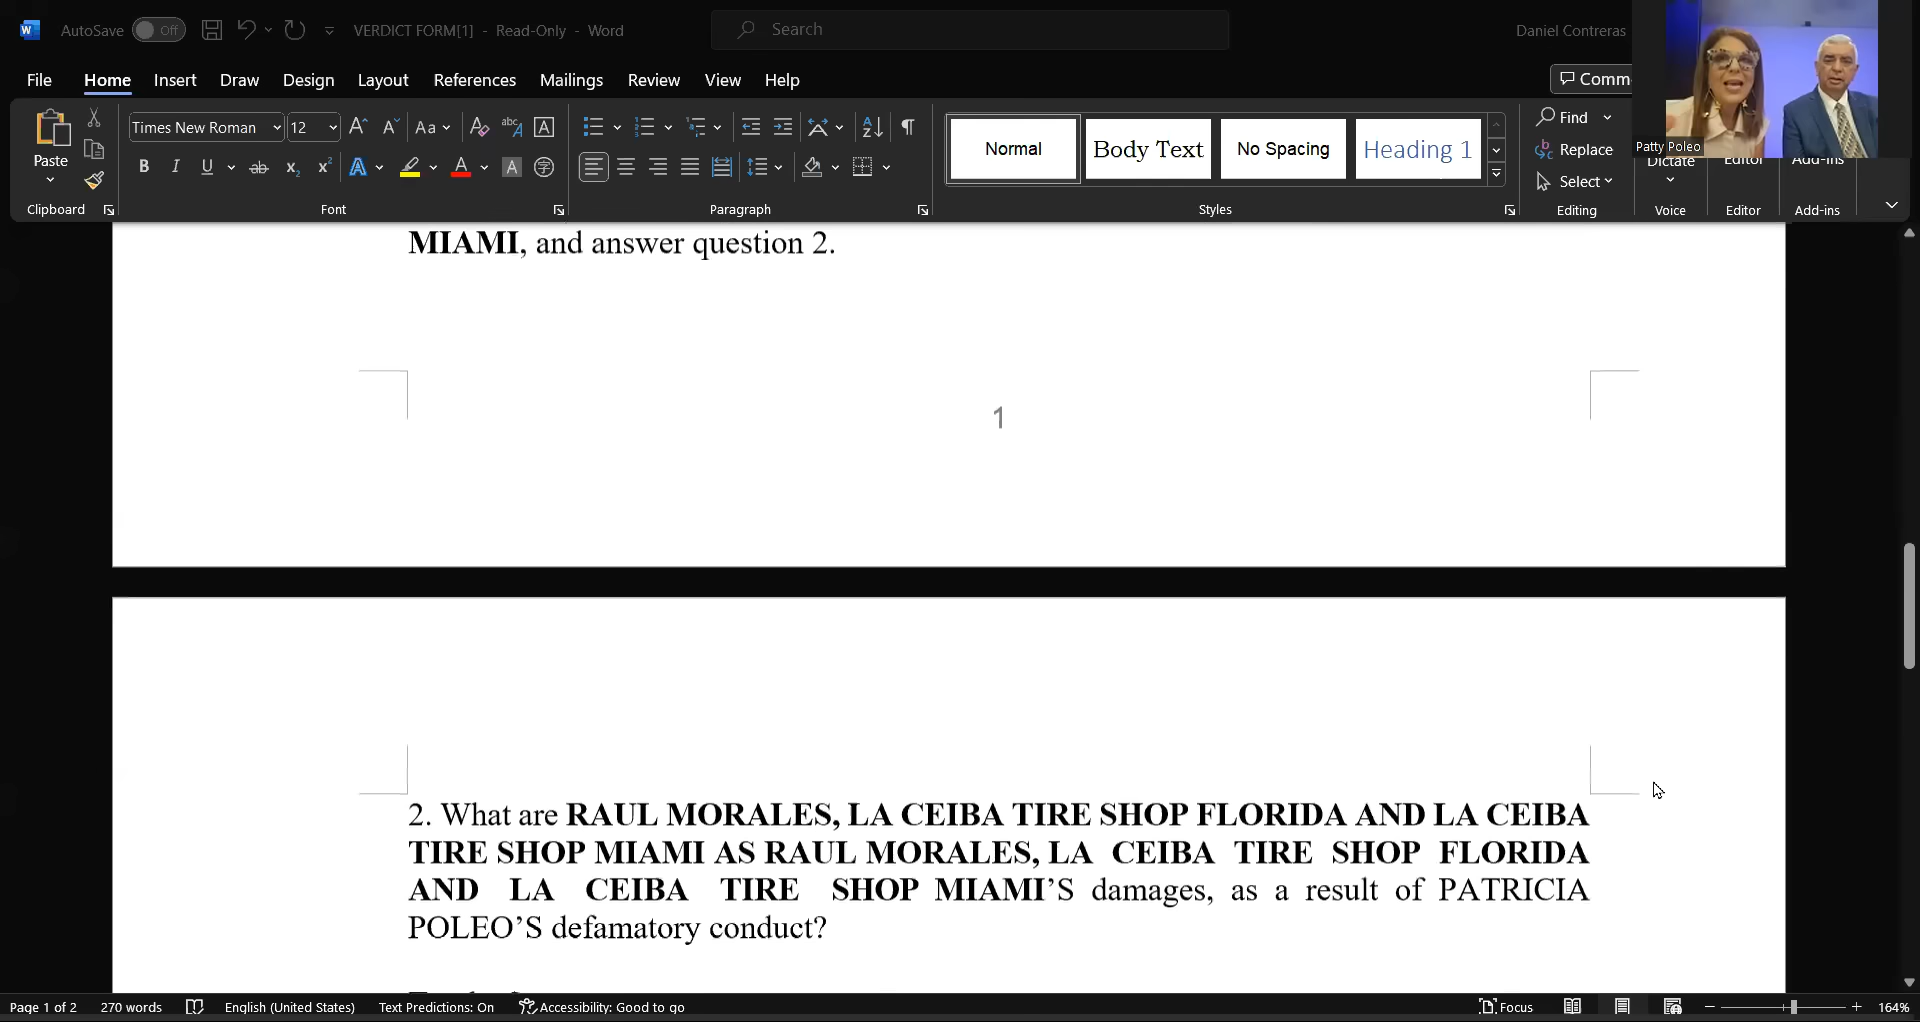 AutoSave Off VERDICT FORM[1] - Read-Only - Word Search Daniel Contreras
File Home Insert Draw Design Layout References Mailings Review View Help Comm
Paste Times New Roman 12 Aa Normal Body Text No Spacing Heading 1 Find Replace Select Patty Poleo Dictate Editor Add-ins
Clipboard Font Paragraph Styles Editing Voice Editor Add-ins
MIAMI, and answer question 2.
1
2. What are RAUL MORALES, LA CEIBA TIRE SHOP FLORIDA AND LA CEIBA
TIRE SHOP MIAMI AS RAUL MORALES, LA CEIBA TIRE SHOP FLORIDA
AND LA CEIBA TIRE SHOP MIAMI’S damages, as a result of PATRICIA
POLEO’S defamatory conduct?
Page 1 of 2 270 words English (United States) Text Predictions: On Accessibility: Good to go Focus 164%